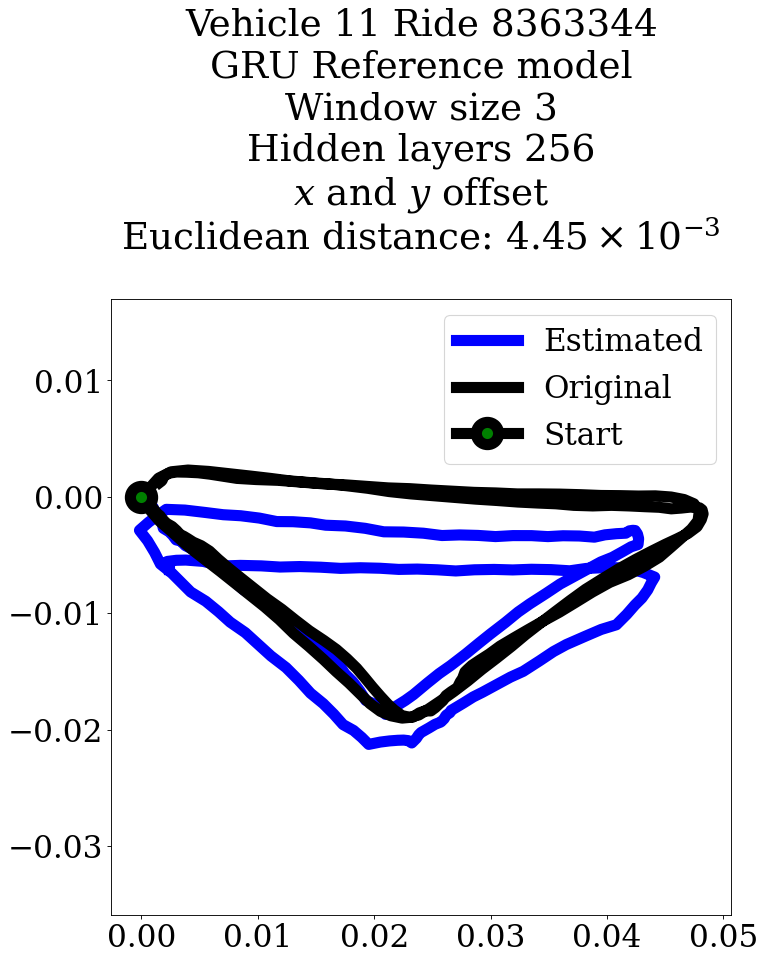 Vehicle 11 Ride 8363344
GRU Reference model
Window size 3
Hidden layers 256
x and y offset
Euclidean distance: 4.45 × 10⁻³
Estimated
Original
Start
0.01
0.00
−0.01
−0.02
−0.03
0.00 0.01 0.02 0.03 0.04 0.05